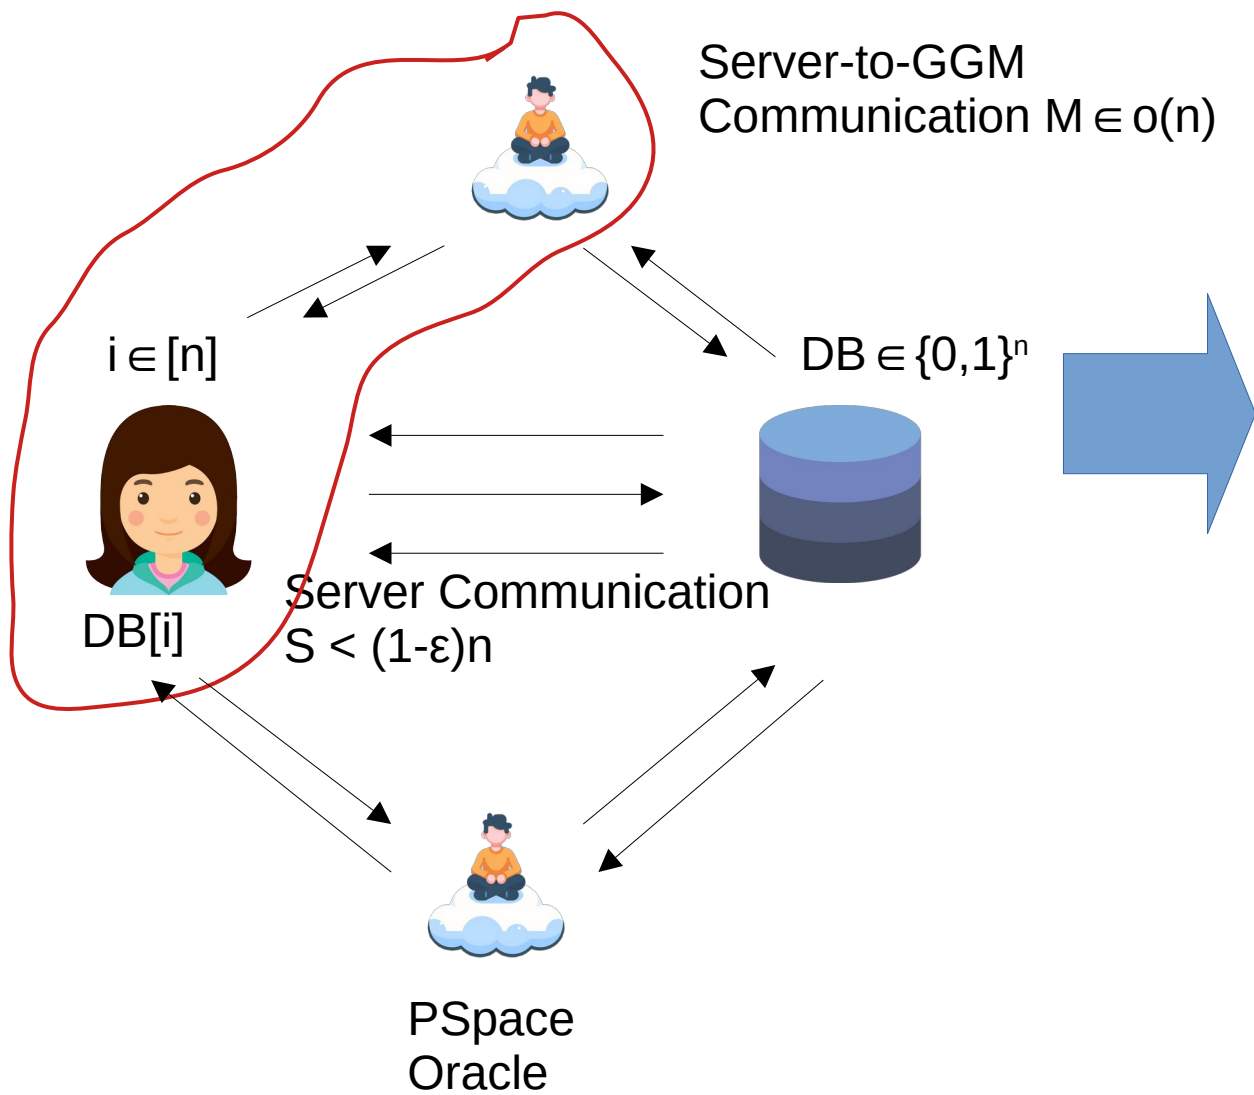 Server-to-GGM
Communication M ∈ o(n)
i ∈ [n]
DB ∈ {0,1}ⁿ
Server Communication
S < (1-ε)n
DB[i]
PSpace
Oracle